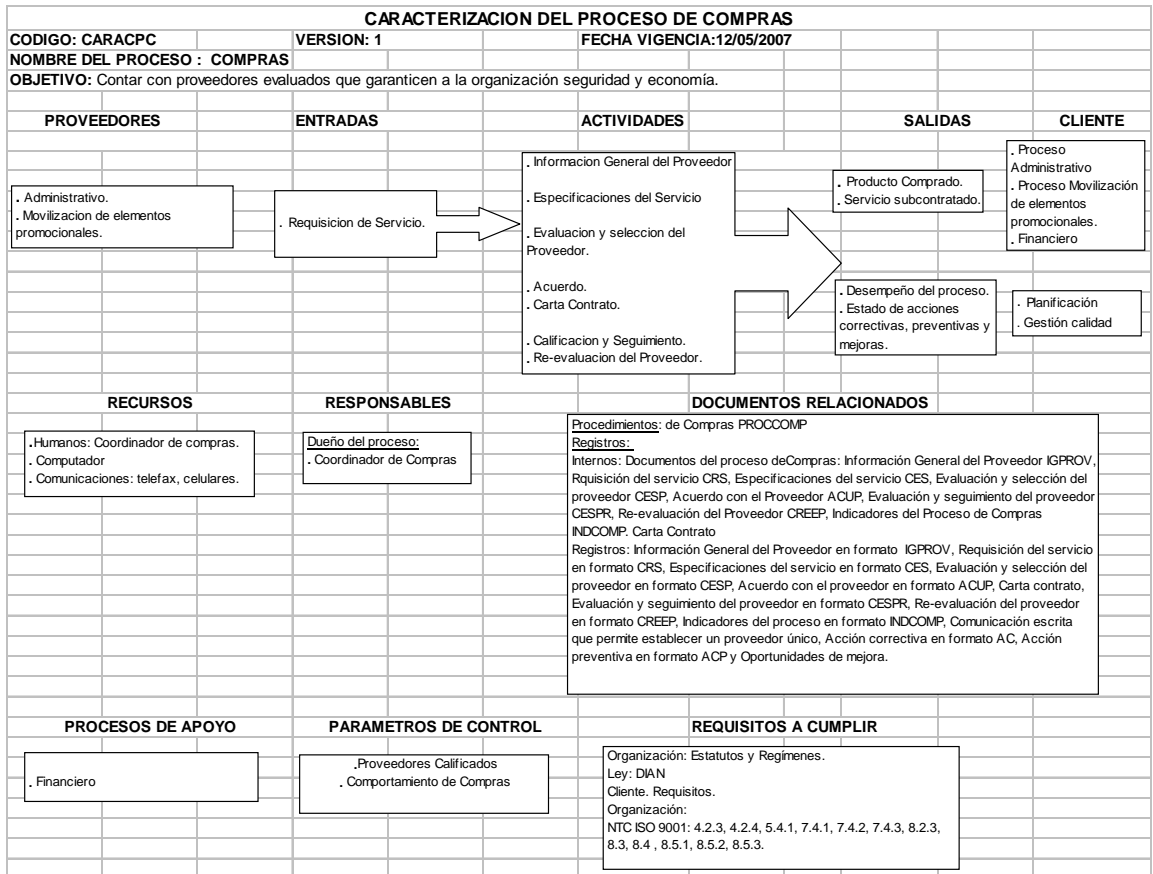 CARACTERIZACION DEL PROCESO DE COMPRAS
CODIGO: CARACPC VERSION: 1 FECHA VIGENCIA:12/05/2007
NOMBRE DEL PROCESO : COMPRAS
OBJETIVO: Contar con proveedores evaluados que garanticen a la organización seguridad y economía.
PROVEEDORES ENTRADAS ACTIVIDADES SALIDAS CLIENTE
. Administrativo.
. Movilizacion de elementos
promocionales.
. Requisicion de Servicio.
. Informacion General del Proveedor
. Especificaciones del Servicio
. Evaluacion y seleccion del
Proveedor.
. Acuerdo.
. Carta Contrato.
. Calificacion y Seguimiento.
. Re-evaluacion del Proveedor.
. Producto Comprado.
. Servicio subcontratado.
. Desempeño del proceso.
. Estado de acciones
correctivas, preventivas y
mejoras.
. Proceso
Administrativo
. Proceso Movilización
de elementos
promocionales.
. Financiero
. Planificación
. Gestión calidad
RECURSOS RESPONSABLES DOCUMENTOS RELACIONADOS
.Humanos: Coordinador de compras.
. Computador
. Comunicaciones: telefax, celulares.
Dueño del proceso:
. Coordinador de Compras
Procedimientos: de Compras PROCCOMP
Registros:
Internos: Documentos del proceso deCompras: Información General del Proveedor IGPROV,
Rquisición del servicio CRS, Especificaciones del servicio CES, Evaluación y selección del
proveedor CESP, Acuerdo con el Proveedor ACUP, Evaluación y seguimiento del proveedor
CESPR, Re-evaluación del Proveedor CREEP, Indicadores del Proceso de Compras
INDCOMP. Carta Contrato
Registros: Información General del Proveedor en formato IGPROV, Requisición del servicio
en formato CRS, Especificaciones del servicio en formato CES, Evaluación y selección del
proveedor en formato CESP, Acuerdo con el proveedor en formato ACUP, Carta contrato,
Evaluación y seguimiento del proveedor en formato CESPR, Re-evaluación del proveedor
en formato CREEP, Indicadores del proceso en formato INDCOMP, Comunicación escrita
que permite establecer un proveedor único, Acción correctiva en formato AC, Acción
preventiva en formato ACP y Oportunidades de mejora.
PROCESOS DE APOYO PARAMETROS DE CONTROL REQUISITOS A CUMPLIR
. Financiero
.Proveedores Calificados
. Comportamiento de Compras
Organización: Estatutos y Regímenes.
Ley: DIAN
Cliente. Requisitos.
Organización:
NTC ISO 9001: 4.2.3, 4.2.4, 5.4.1, 7.4.1, 7.4.2, 7.4.3, 8.2.3,
8.3, 8.4 , 8.5.1, 8.5.2, 8.5.3.